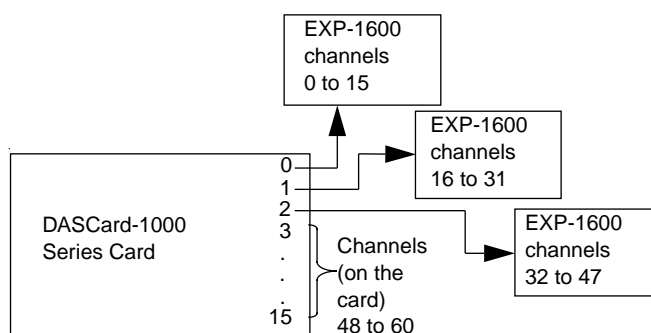 EXP-1600
channels
0 to 15
EXP-1600
channels
16 to 31
EXP-1600
channels
32 to 47
DASCard-1000
Series Card
0
1
2
3
.
.
.
15
Channels
(on the
card)
48 to 60